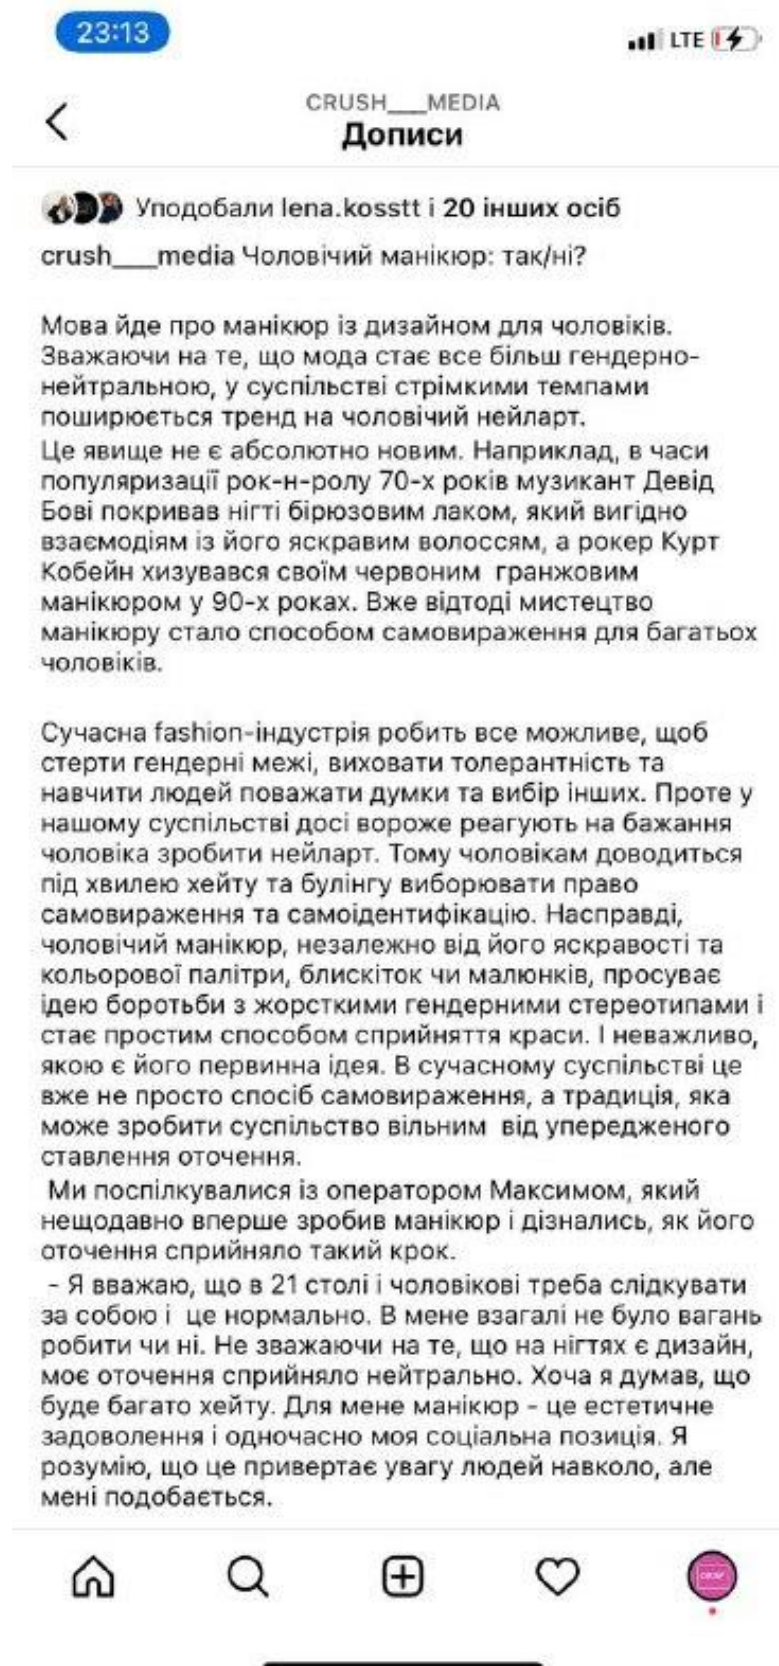 23:13
LTE
CRUSH___MEDIA
Дописи
Уподобали lena.kosstt і 20 інших осіб
crush___media Чоловічий манікюр: так/ні?
Мова йде про манікюр із дизайном для чоловіків.
Зважаючи на те, що мода стає все більш гендерно-
нейтральною, у суспільстві стрімкими темпами
поширюється тренд на чоловічий нейларт.
Це явище не є абсолютно новим. Наприклад, в часи
популяризації рок-н-ролу 70-х років музикант Девід
Бові покривав нігті бірюзовим лаком, який вигідно
взаємодіям із його яскравим волоссям, а рокер Курт
Кобейн хизувався своїм червоним  гранжовим
манікюром у 90-х роках. Вже відтоді мистецтво
манікюру стало способом самовираження для багатьох
чоловіків.
Сучасна fashion-індустрія робить все можливе, щоб
стерти гендерні межі, виховати толерантність та
навчити людей поважати думки та вибір інших. Проте у
нашому суспільстві досі вороже реагують на бажання
чоловіка зробити нейларт. Тому чоловікам доводиться
під хвилею хейту та булінгу виборювати право
самовираження та самоідентифікацію. Насправді,
чоловічий манікюр, незалежно від його яскравості та
кольорової палітри, блискіток чи малюнків, просуває
ідею боротьби з жорсткими гендерними стереотипами і
стає простим способом сприйняття краси. І неважливо,
якою є його первинна ідея. В сучасному суспільстві це
вже не просто спосіб самовираження, а традиція, яка
може зробити суспільство вільним  від упередженого
ставлення оточення.
Ми поспілкувалися із оператором Максимом, який
нещодавно вперше зробив манікюр і дізнались, як його
оточення сприйняло такий крок.
- Я вважаю, що в 21 столі і чоловікові треба слідкувати
за собою і  це нормально. В мене взагалі не було вагань
робити чи ні. Не зважаючи на те, що на нігтях є дизайн,
моє оточення сприйняло нейтрально. Хоча я думав, що
буде багато хейту. Для мене манікюр - це естетичне
задоволення і одночасно моя соціальна позиція. Я
розумію, що це привертає увагу людей навколо, але
мені подобається.